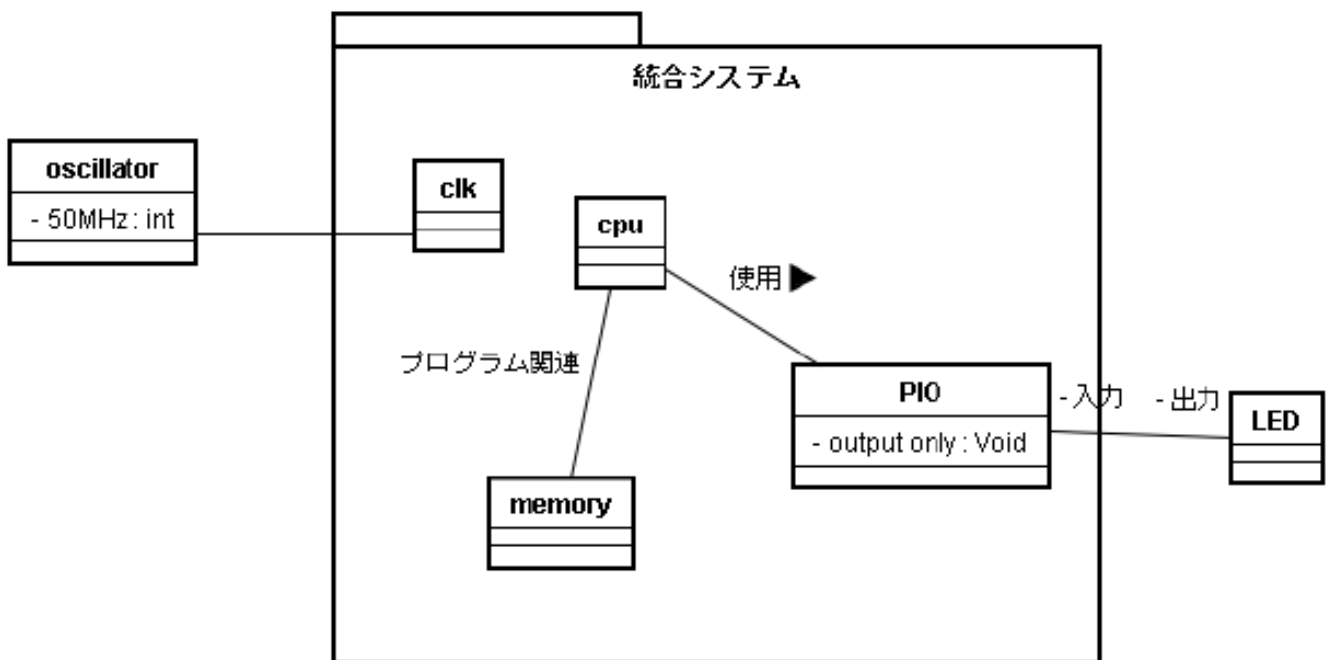 統合システム
oscillator
- 50MHz : int
clk
cpu
使用 ▶
プログラム関連
PIO
- output only : Void
- 入力
- 出力
LED
memory